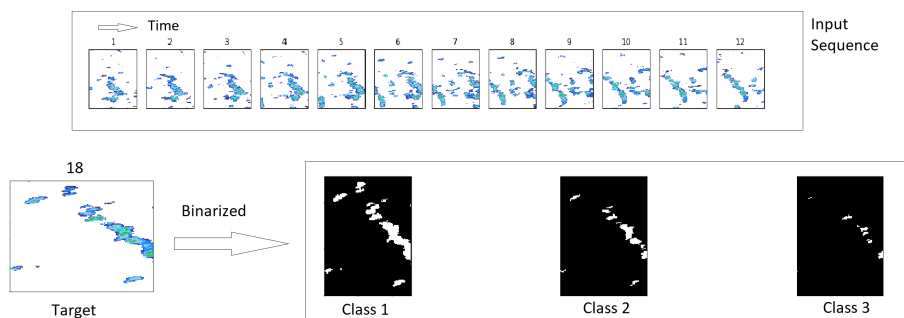 Time
Input
Sequence
1 2 3 4 5 6 7 8 9 10 11 12
18
Binarized
Target
Class 1
Class 2
Class 3